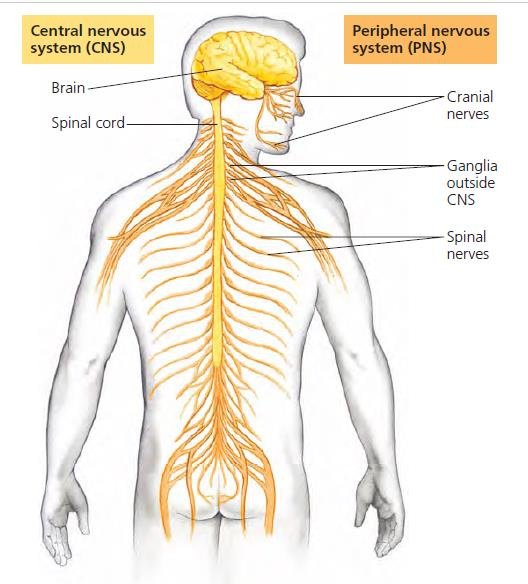 Central nervous
system (CNS)
Peripheral nervous
system (PNS)
Brain
Spinal cord
Cranial
nerves
Ganglia
outside
CNS
Spinal
nerves